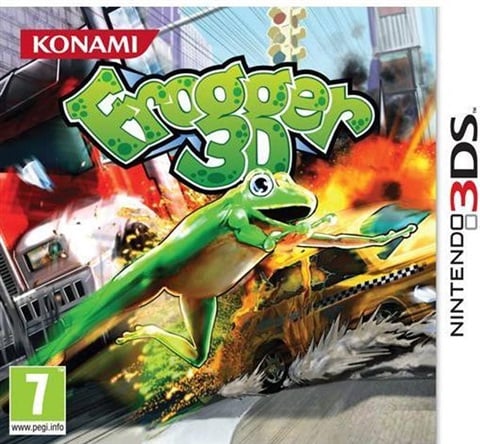 KONAMI
Frogger
3D
NINTENDO 3DS
7
www.pegi.info